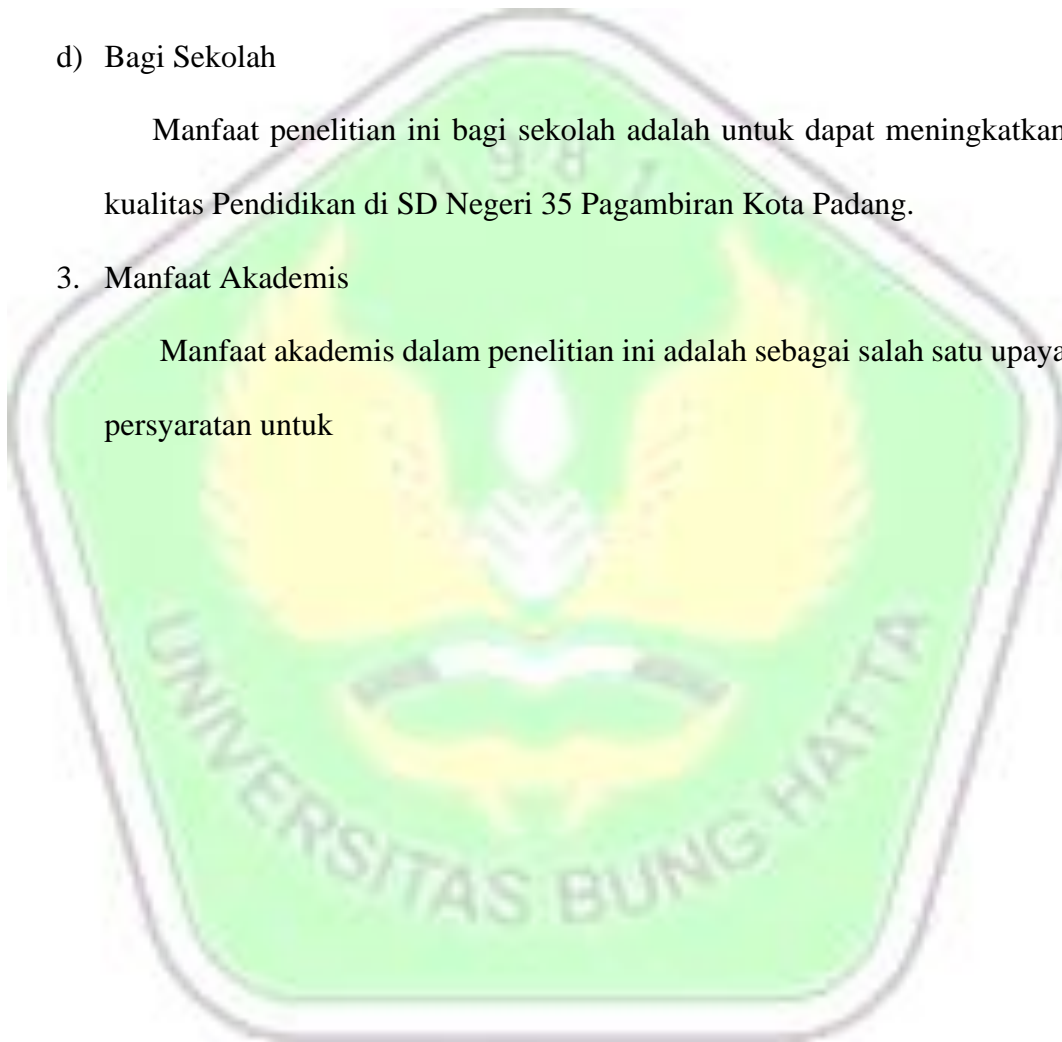 d) Bagi Sekolah
Manfaat penelitian ini bagi sekolah adalah untuk dapat meningkatkan
kualitas Pendidikan di SD Negeri 35 Pagambiran Kota Padang.
3. Manfaat Akademis
Manfaat akademis dalam penelitian ini adalah sebagai salah satu upaya
persyaratan untuk
1981
UNIVERSITAS BUNG HATTA